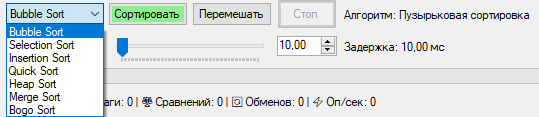 Bubble Sort Сортировать Перемешать Стоп Алгоритм: Пузырьковая сортировка
Bubble Sort
Selection Sort
Insertion Sort 10,00 Задержка: 10,00 мс
Quick Sort
Heap Sort
Merge Sort аги: 0 | Сравнений: 0 | Обменов: 0 | Оп/сек: 0
Bogo Sort